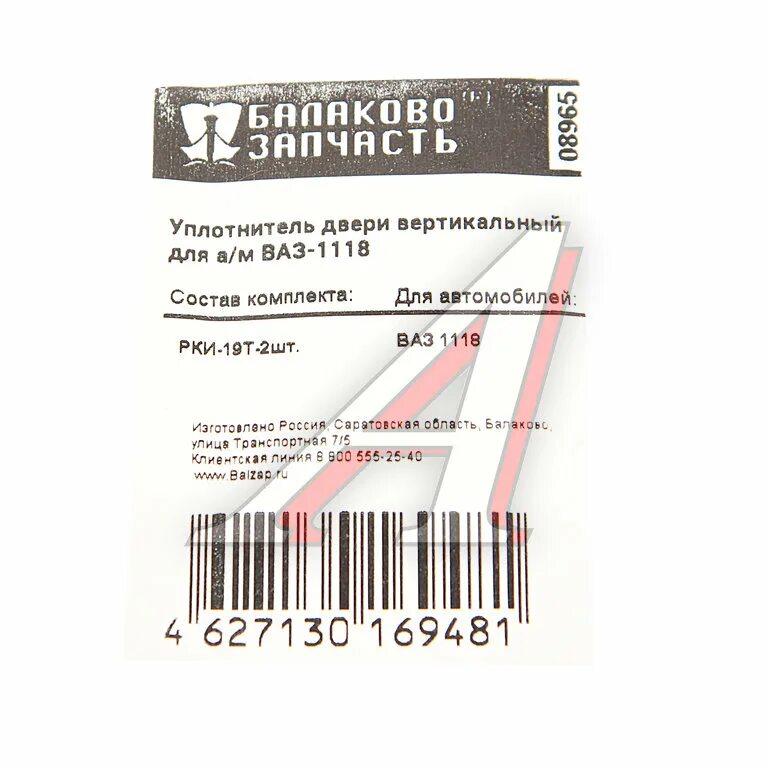 БАЛАКОВО
ЗАПЧАСТЬ
08965
Уплотнитель двери вертикальный
для а/м ВАЗ-1118
Состав комплекта: Для автомобилей:
РКИ-19Т-2шт. ВАЗ 1118
Изготовлено Россия, Саратовская область, Балаково,
улица Транспортная 7/5
Клиентская линия 8 800 555-25-40
www.Balzap.ru
4 627130 169481